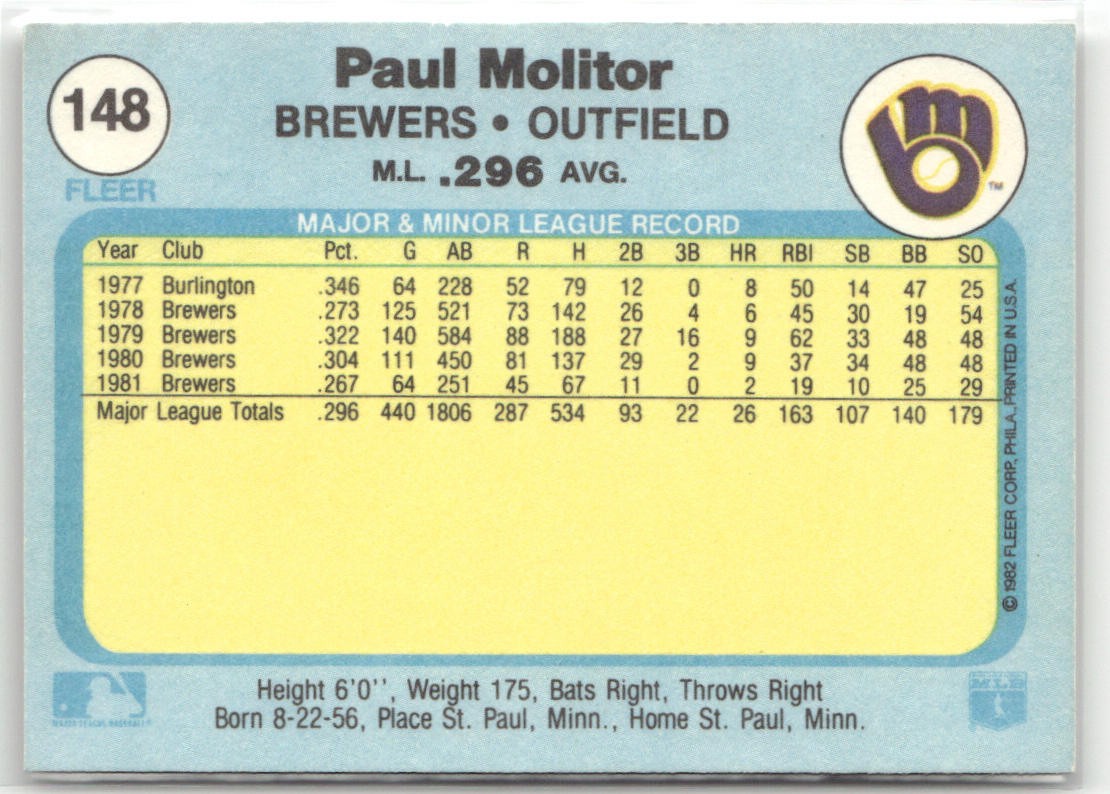 148
FLEER
Paul Molitor
BREWERS • OUTFIELD
M.L. .296 AVG.
TM
MAJOR & MINOR LEAGUE RECORD
Year Club Pct. G AB R H 2B 3B HR RBI SB BB SO
1977 Burlington .346 64 228 52 79 12 0 8 50 14 47 25
1978 Brewers .273 125 521 73 142 26 4 6 45 30 19 54
1979 Brewers .322 140 584 88 188 27 16 9 62 33 48 48
1980 Brewers .304 111 450 81 137 29 2 9 37 34 48 48
1981 Brewers .267 64 251 45 67 11 0 2 19 10 25 29
Major League Totals .296 440 1806 287 534 93 22 26 163 107 140 179
© 1982 FLEER CORP. PHILA. PRINTED IN U.S.A.
Height 6'0'', Weight 175, Bats Right, Throws Right
Born 8-22-56, Place St. Paul, Minn., Home St. Paul, Minn.
MAJOR LEAGUE BASEBALL